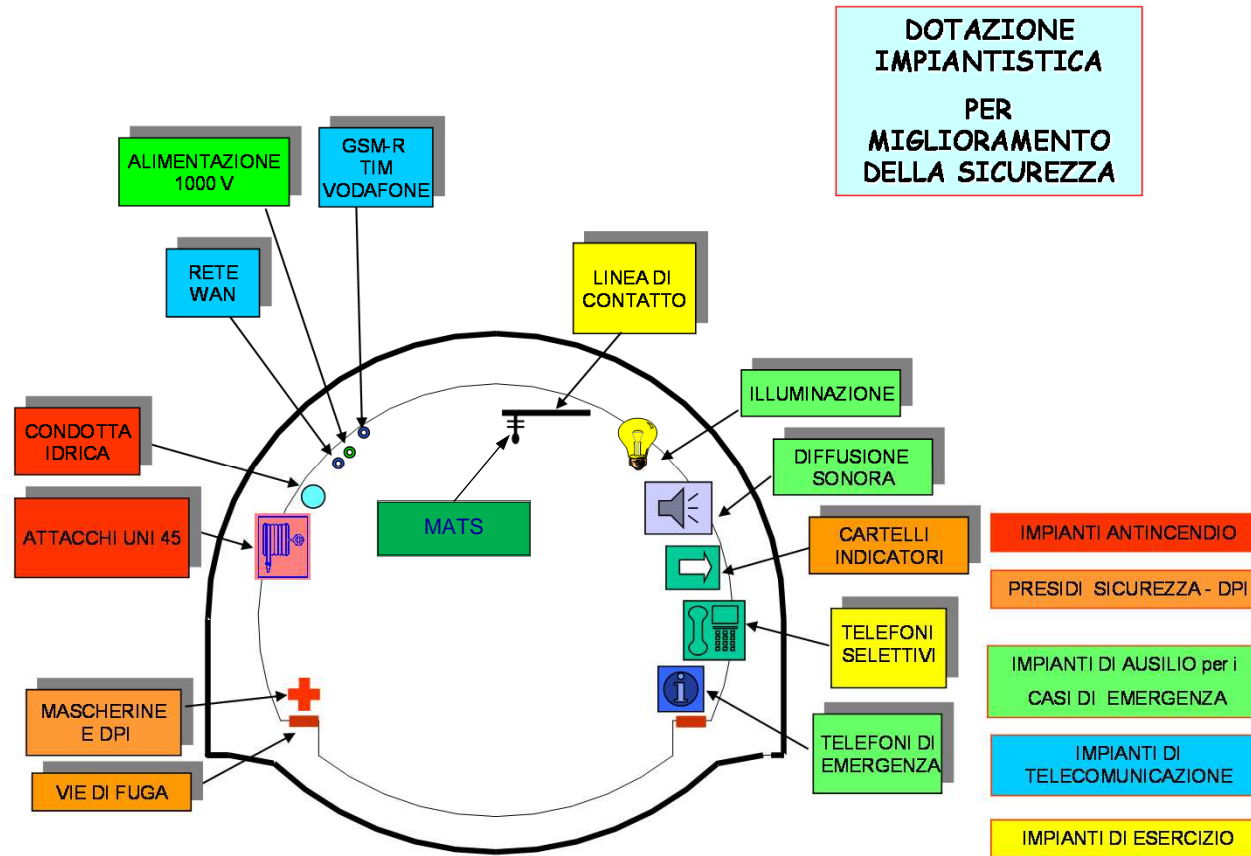 DOTAZIONE
IMPIANTISTICA
PER
MIGLIORAMENTO
DELLA SICUREZZA
ALIMENTAZIONE
1000 V
GSM-R
TIM
VODAFONE
RETE
WAN
LINEA DI
CONTATTO
ILLUMINAZIONE
CONDOTTA
IDRICA
DIFFUSIONE
SONORA
ATTACCHI UNI 45
MATS
CARTELLI
INDICATORI
IMPIANTI ANTINCENDIO
PRESIDI SICUREZZA - DPI
TELEFONI
SELETTIVI
IMPIANTI DI AUSILIO per i
CASI DI EMERGENZA
MASCHERINE
E DPI
TELEFONI DI
EMERGENZA
IMPIANTI DI
TELECOMUNICAZIONE
VIE DI FUGA
IMPIANTI DI ESERCIZIO